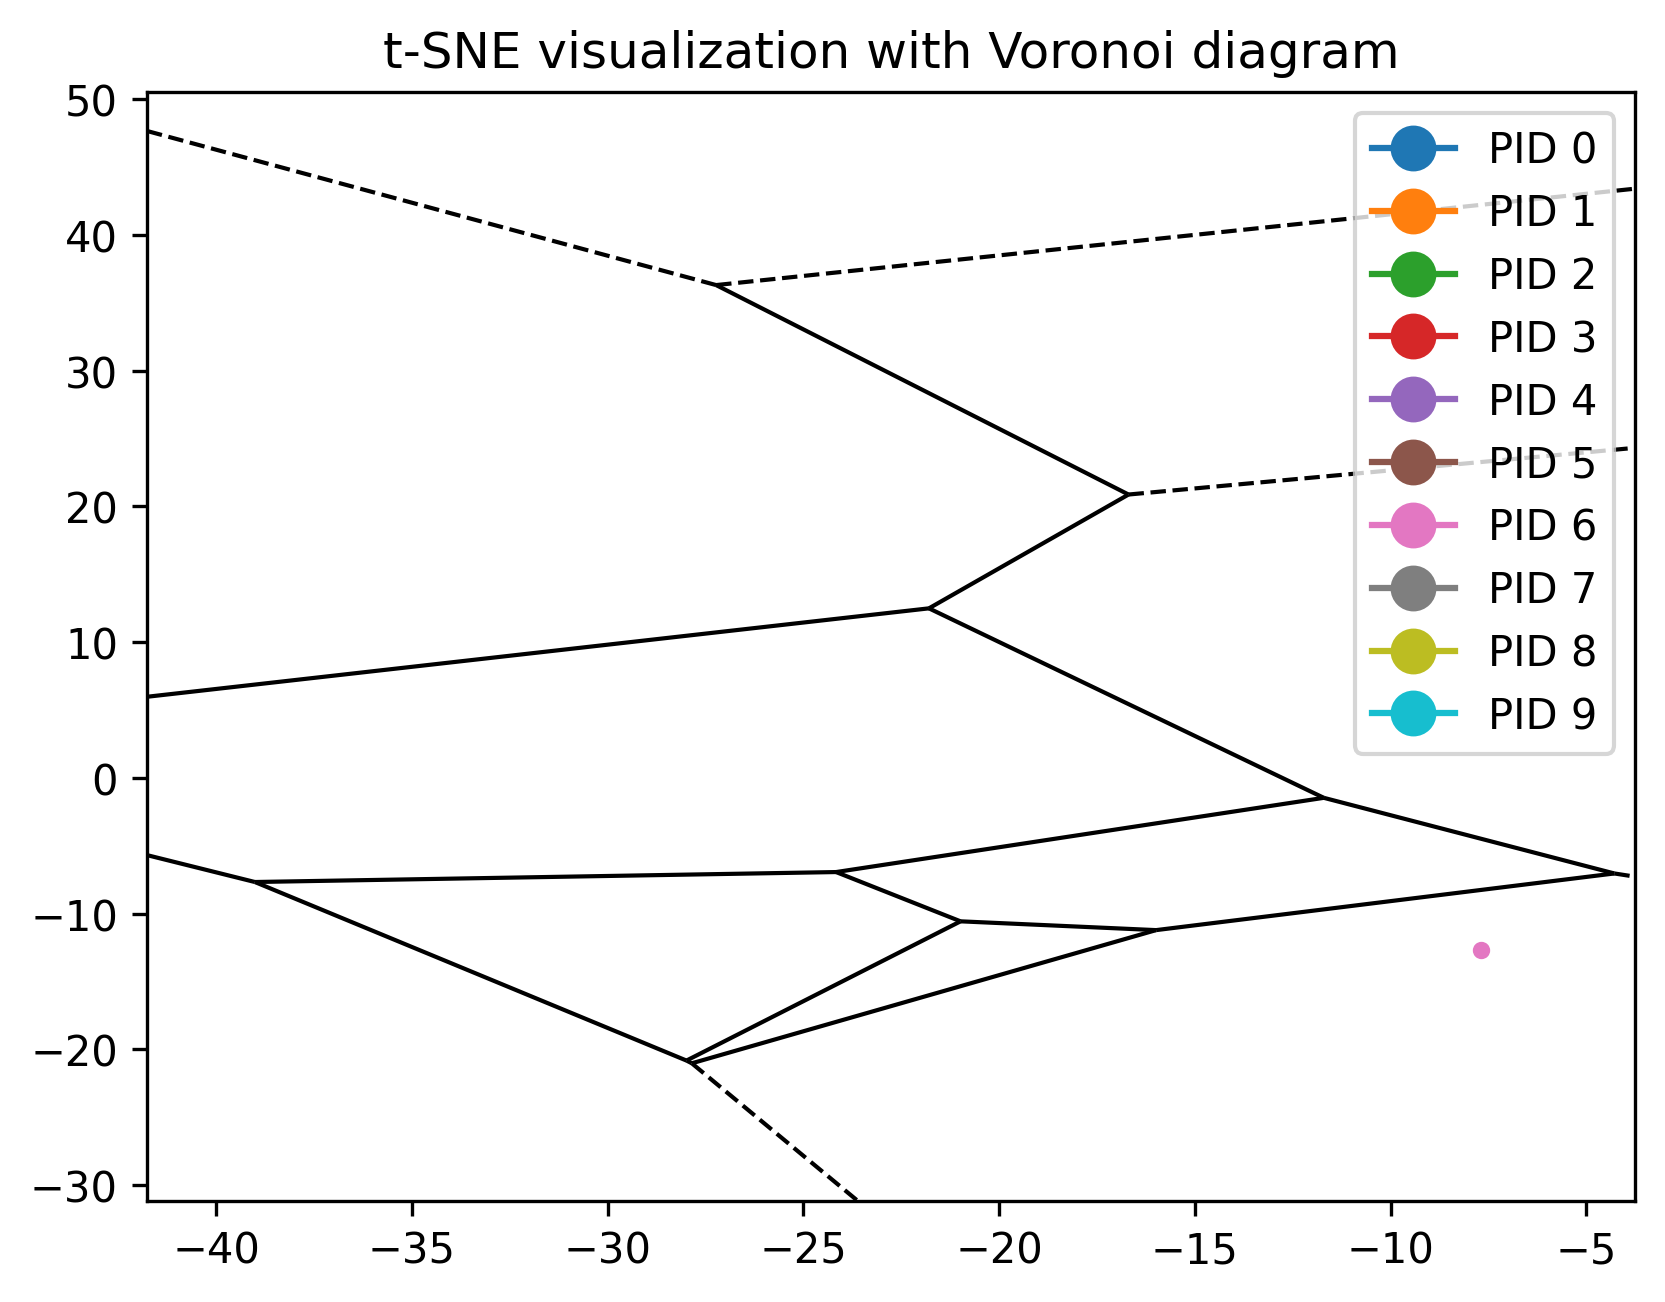 t-SNE visualization with Voronoi diagram
50
40
30
20
10
0
−10
−20
−30
PID 0
PID 1
PID 2
PID 3
PID 4
PID 5
PID 6
PID 7
PID 8
PID 9
−40 −35 −30 −25 −20 −15 −10 −5